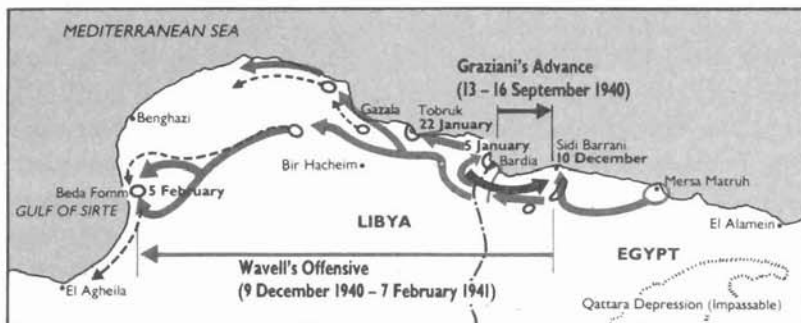 MEDITERRANEAN SEA
Graziani's Advance
(13 – 16 September 1940)
Gazala
Tobruk
22 January
Benghazi
5 January
Bardia
Sidi Barrani
10 December
Bir Hacheim
Mersa Matruh
Beda Fomm
5 February
GULF OF SIRTE
LIBYA
El Alamein
EGYPT
Wavell's Offensive
(9 December 1940 – 7 February 1941)
El Agheila
Qattara Depression (Impassable)